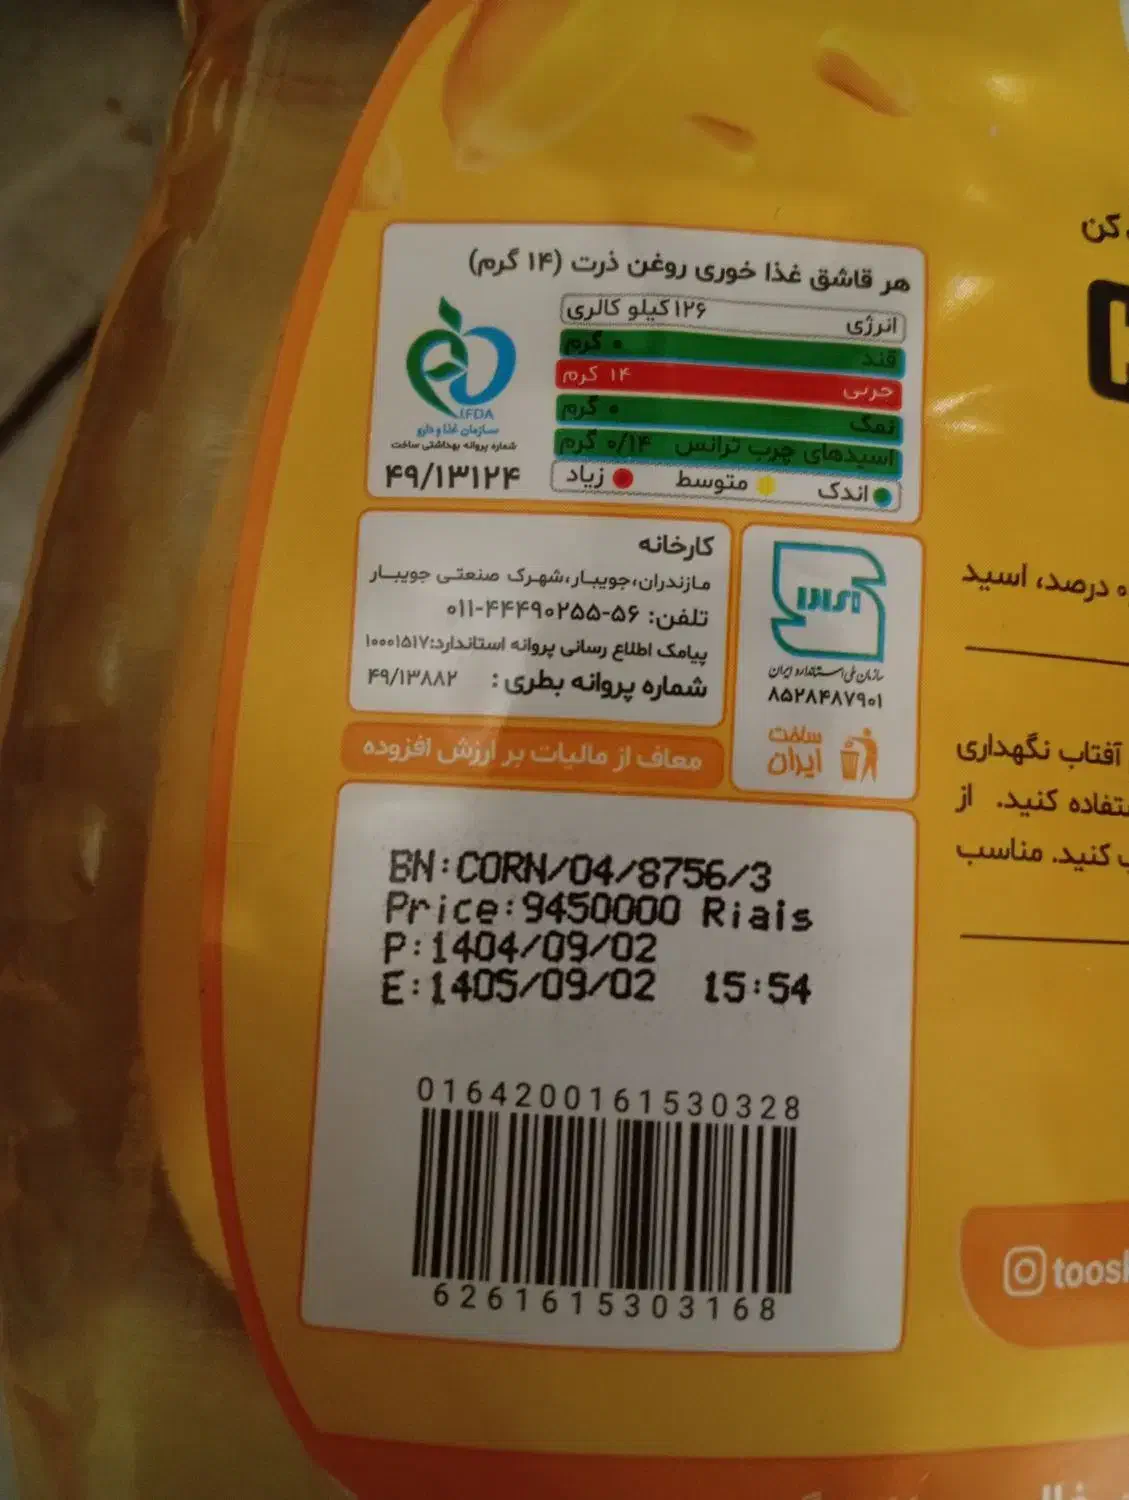 هر قاشق غذا خوری روغن ذرت (۱۴ گرم)
انرژی ۱۲۶ کیلو کالری
قند ۰ گرم
چربی ۱۴ گرم
نمک ۰ گرم
اسیدهای چرب ترانس ۰/۱۴ گرم
اندک متوسط زیاد
IFDA
سازمان غذا و دارو
شماره پروانه بهداشتی ساخت
۴۹/۱۳۱۲۴
کارخانه
مازندران،جویبار،شهرک صنعتی جویبار
تلفن: ۵۶-۴۴۴۹۰۲۵۵-۰۱۱
پیامک اطلاع رسانی پروانه استاندارد:۱۰۰۰۱۵۱۷
شماره پروانه بطری: ۴۹/۱۳۸۸۲
سازمان ملی استاندارد ایران
۸۵۲۸۴۸۷۹۰۱
ساخت
ایران
معاف از مالیات بر ارزش افزوده
BN:CORN/04/8756/3
Price:9450000 Riais
P:1404/09/02
E:1405/09/02 15:54
0164200161530328
6261615303168
کن
C
درصد، اسید
آفتاب نگهداری
کنید. از
کنید. مناسب
toosk